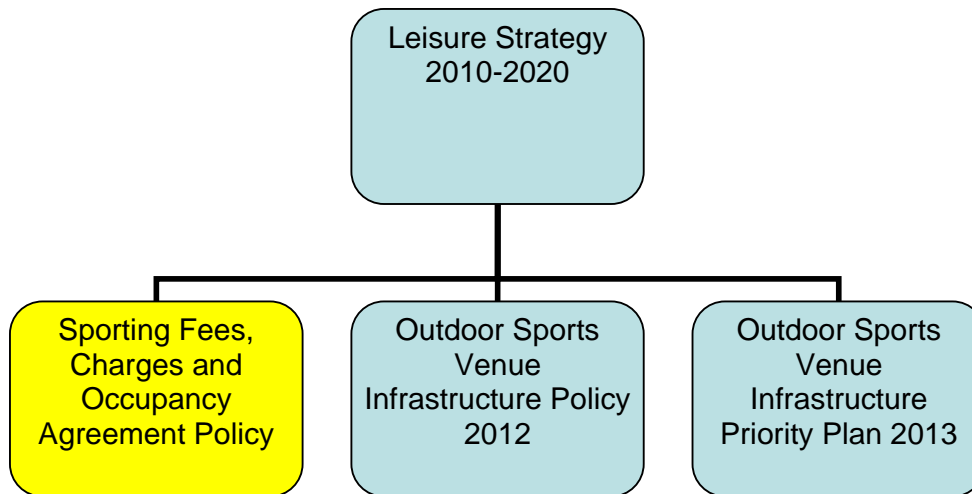 Leisure Strategy
2010-2020
Sporting Fees,
Charges and
Occupancy
Agreement Policy
Outdoor Sports
Venue
Infrastructure Policy
2012
Outdoor Sports
Venue
Infrastructure
Priority Plan 2013